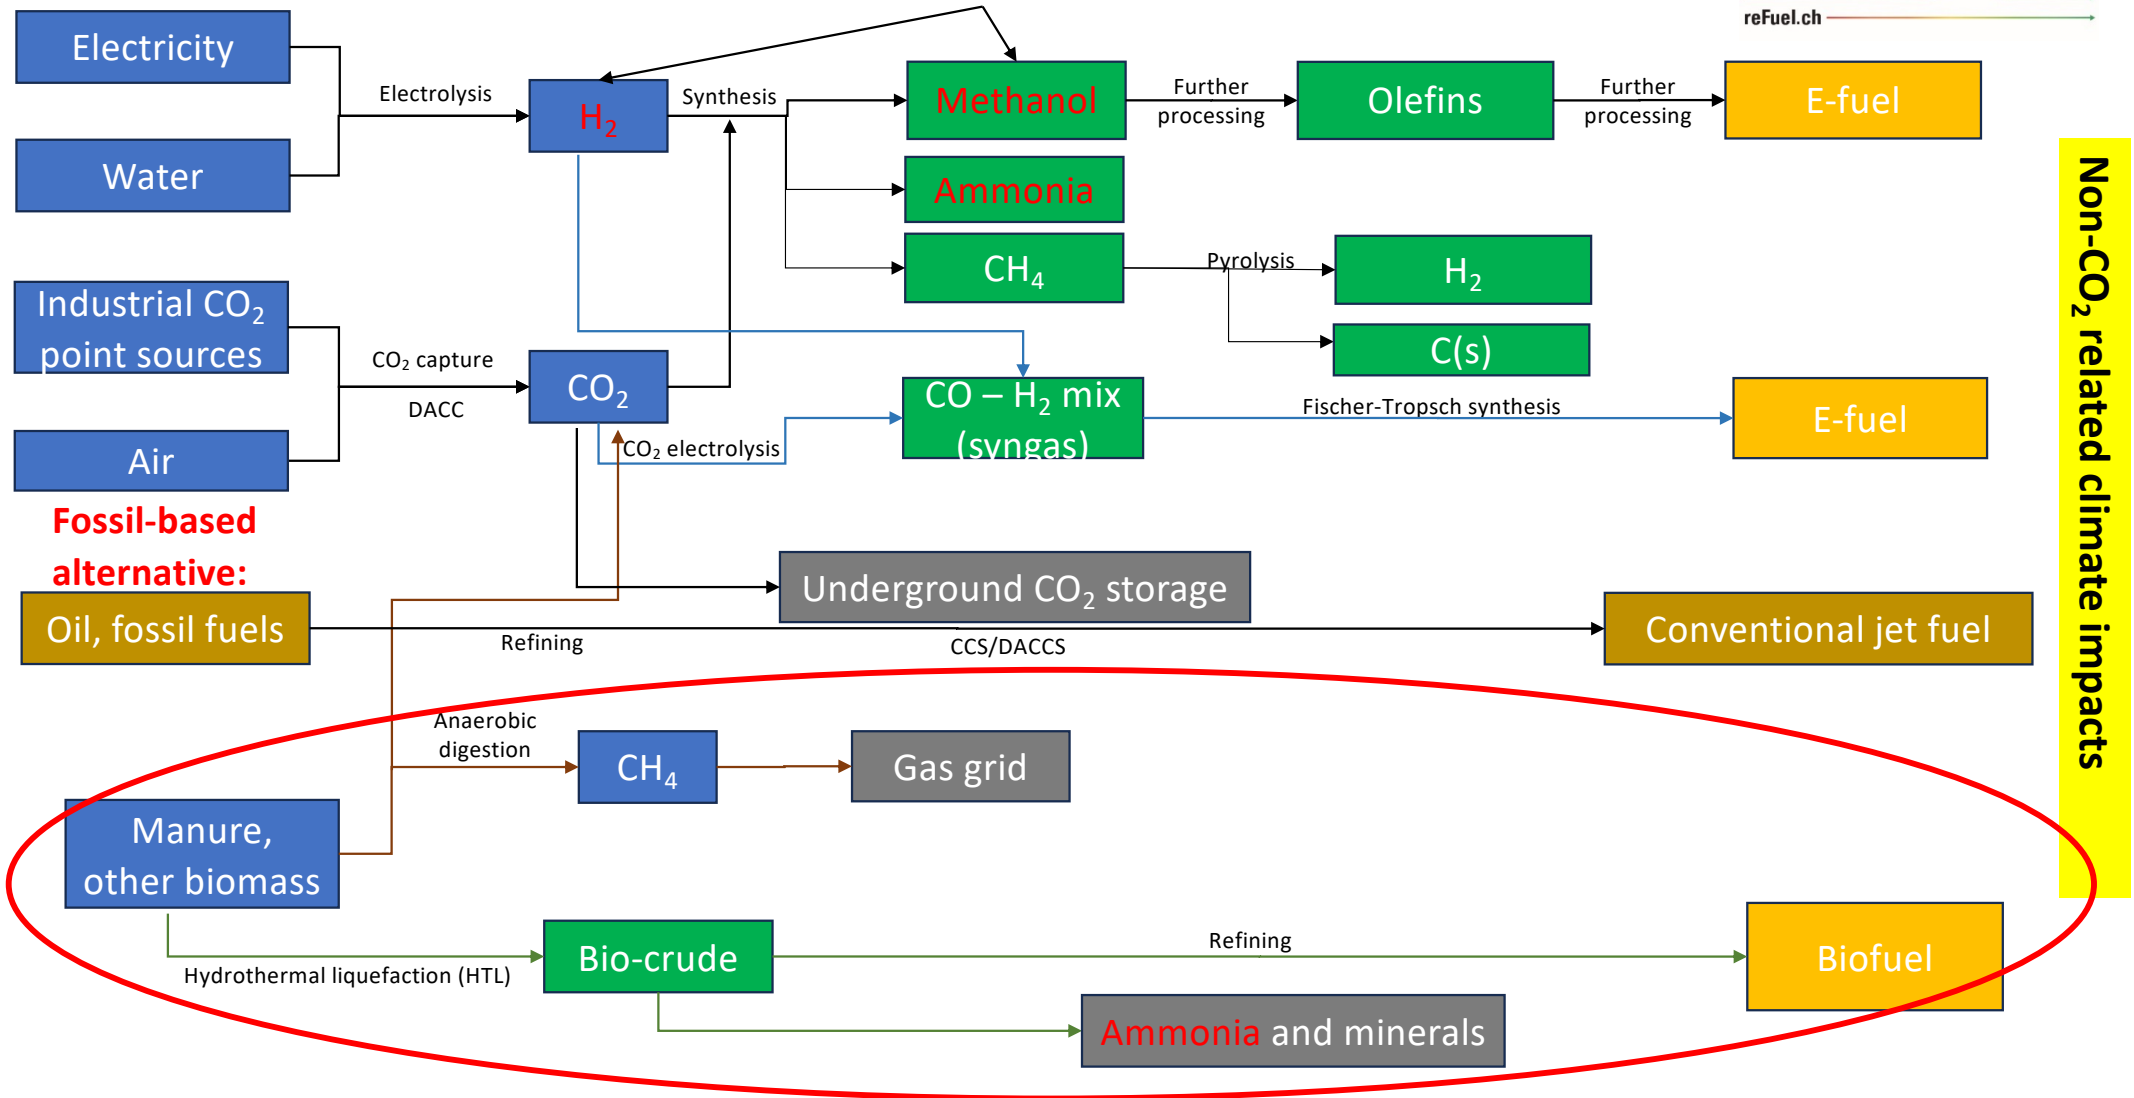 reFuel.ch
Electricity
Water
Electrolysis
H₂
Synthesis
Methanol
Further
processing
Olefins
Further
processing
E-fuel
Ammonia
CH₄
Pyrolysis
H₂
C(s)
Industrial CO₂
point sources
Air
CO₂ capture
DACC
CO₂
CO₂ electrolysis
CO – H₂ mix
(syngas)
Fischer-Tropsch synthesis
E-fuel
Fossil-based
alternative:
Underground CO₂ storage
Oil, fossil fuels
Refining
CCS/DACCS
Conventional jet fuel
Anaerobic
digestion
CH₄
Gas grid
Manure,
other biomass
Hydrothermal liquefaction (HTL)
Bio-crude
Refining
Biofuel
Ammonia and minerals
Non-CO₂ related climate impacts